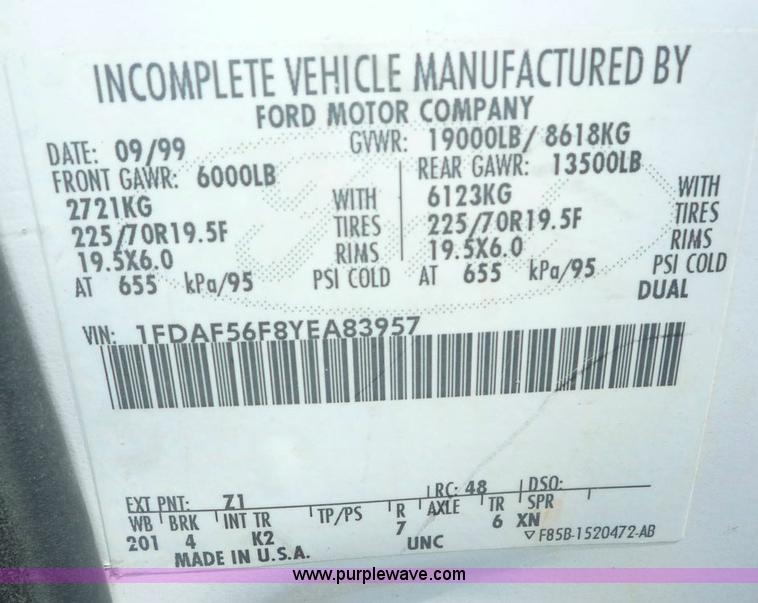 INCOMPLETE VEHICLE MANUFACTURED BY
FORD MOTOR COMPANY
DATE: 09/99 GVWR: 19000LB/ 8618KG
FRONT GAWR: 6000LB REAR GAWR: 13500LB
2721KG WITH 6123KG WITH
225/70R19.5F TIRES 225/70R19.5F TIRES
19.5X6.0 RIMS 19.5X6.0 RIMS
AT 655 kPa/95 PSI COLD AT 655 kPa/95 PSI COLD
DUAL
VIN: 1FDAF56F8YEA83957
EXT PNT: Z1 RC: 48 DSO:
WB BRK INT TR TP/PS R AXLE TR SPR
201 4 K2 7 6 XN
MADE IN U.S.A. UNC F85B-1520472-AB
www.purplewave.com